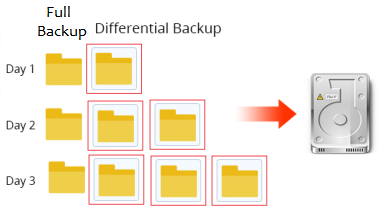 Full
Backup
Differential Backup
Day 1
Day 2
Day 3